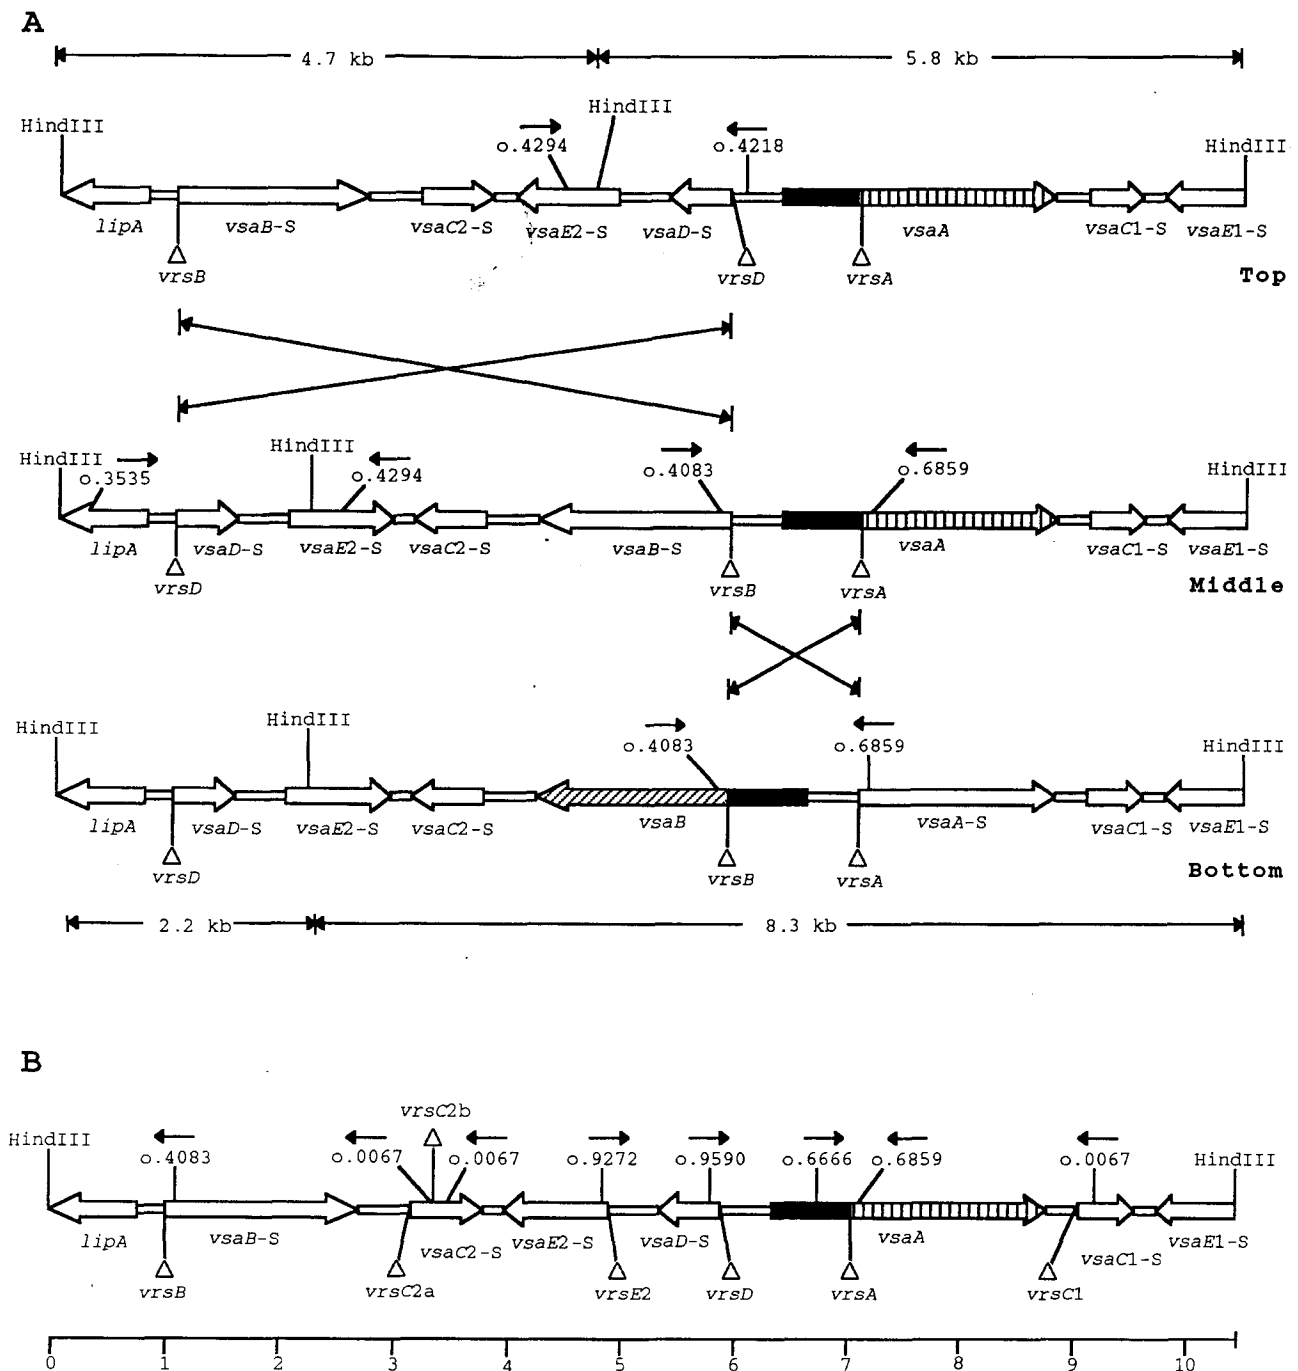 A
4.7 kb 5.8 kb
HindIII
HindIII o.4294 o.4218 HindIII
lipA vsaB-S vsaC2-S vsaE2-S vsaD-S vsaA vsaC1-S vsaE1-S
vrsB vrsD vrsA
Top
HindIII
HindIII o.3535 o.4294 o.4083 o.6859 HindIII
lipA vsaD-S vsaE2-S vsaC2-S vsaB-S vsaA vsaC1-S vsaE1-S
vrsD vrsB vrsA
Middle
HindIII HindIII o.4083 o.6859 HindIII
lipA vsaD-S vsaE2-S vsaC2-S vsaB vsaA-S vsaC1-S vsaE1-S
vrsD vrsB vrsA
Bottom
2.2 kb 8.3 kb
B
vrsC2b
HindIII o.4083 o.0067 o.0067 o.9272 o.9590 o.6666 o.6859 o.0067 HindIII
lipA vsaB-S vsaC2-S vsaE2-S vsaD-S vsaA vsaC1-S vsaE1-S
vrsB vrsC2a vrsE2 vrsD vrsA vrsC1
0 1 2 3 4 5 6 7 8 9 10